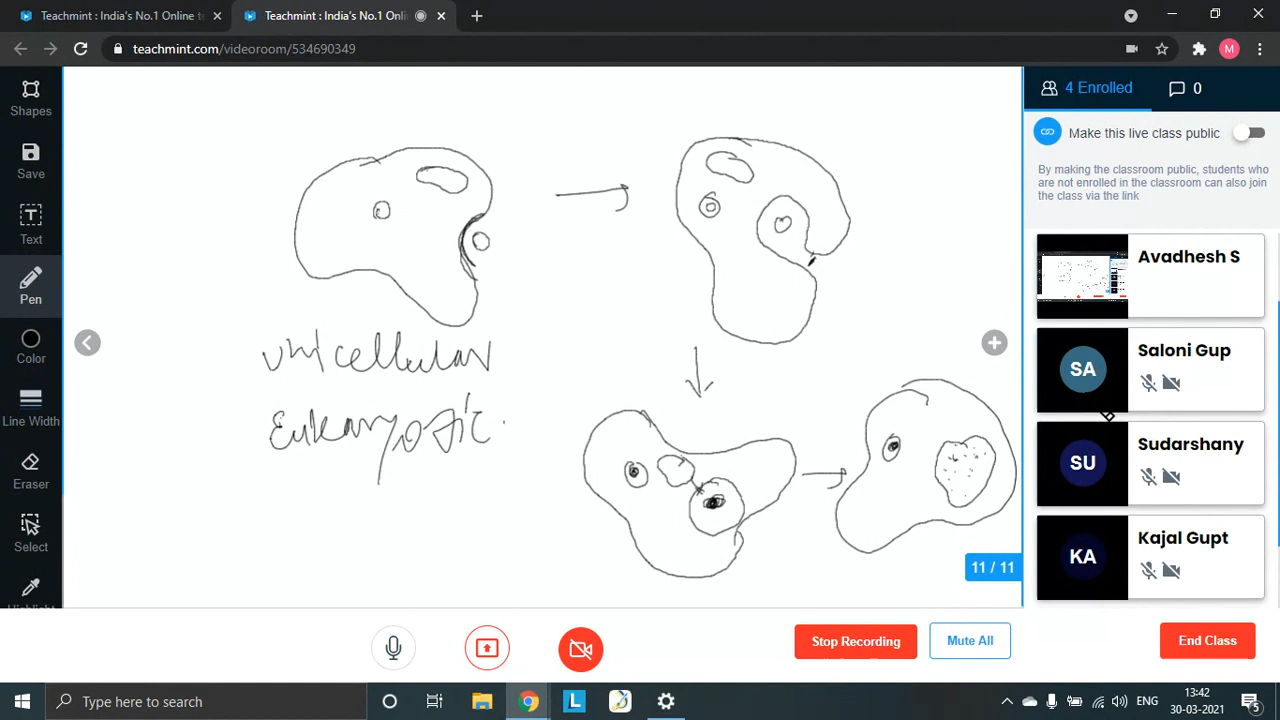 Teachmint : India's No.1 Online te
Teachmint : India's No.1 Onli
teachmint.com/videoroom/534690349
M
Shapes
Save
Text
Pen
Color
Line Width
Eraser
Select
unicellular
Eukaryotic
11 / 11
4 Enrolled
0
Make this live class public
By making the classroom public, students who
are not enrolled in the classroom can also join
the class via the link
Avadhesh S
SA
Saloni Gup
SU
Sudarshany
KA
Kajal Gupt
Stop Recording
Mute All
End Class
Type here to search
L
ENG
13:42
30-03-2021
5